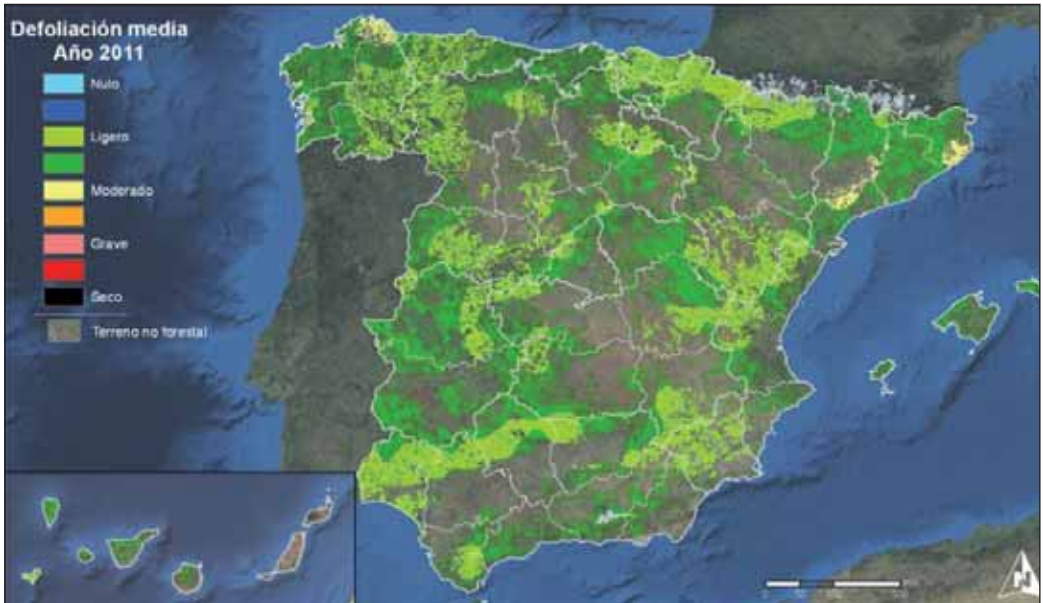 Defoliación media
Año 2011
Nulo
Ligero
Moderado
Grave
Seco
Terreno no forestal
N